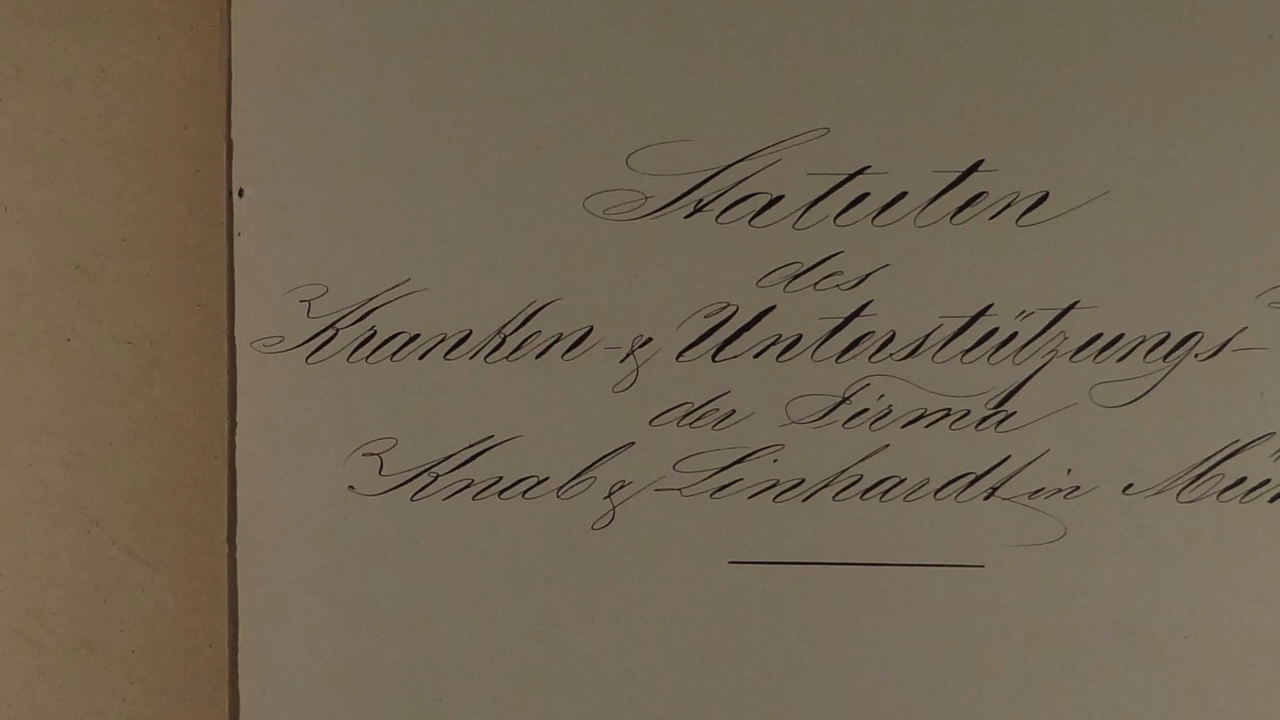 Statuten
des
Kranken- & Unterstützungs-
der Firma
Knab & Linhardt in